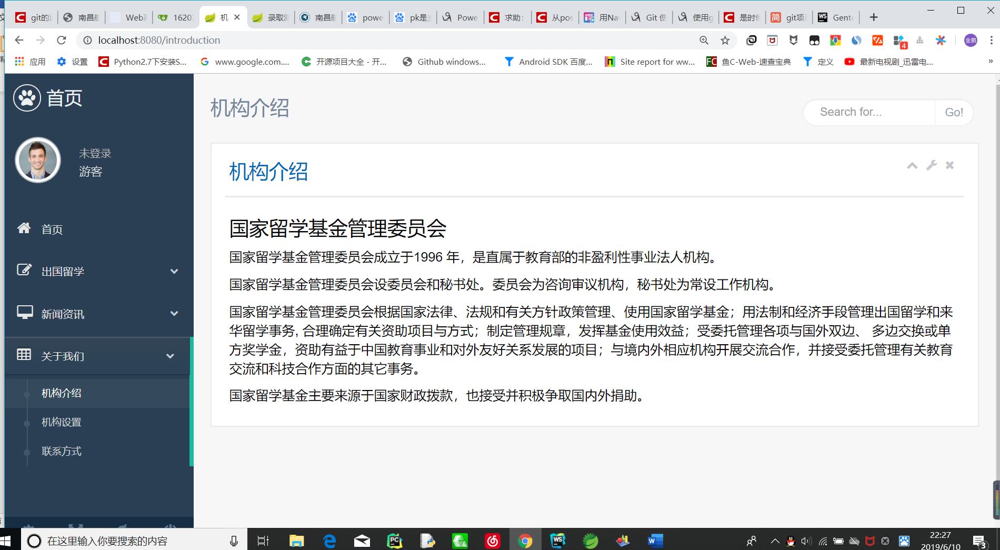 git的
南昌航
Web
1620
机
录取
南昌航
powe
pk是
Powe
求助:
从pos
用Nav
Git 使
使用g
是时
git项
Gente
localhost:8080/introduction
金鹏
应用
设置
Python2.7下安装S...
www.google.com....
开源项目大全 - 开...
Github windows...
Android SDK 百度...
Site report for ww...
鱼C-Web-速查宝典
定义
最新电视剧_迅雷电...
»
4
首页
未登录
游客
首页
出国留学
新闻资讯
关于我们
机构介绍
机构设置
联系方式
机构介绍
Search for...
Go!
机构介绍
国家留学基金管理委员会
国家留学基金管理委员会成立于1996 年，是直属于教育部的非盈利性事业法人机构。
国家留学基金管理委员会设委员会和秘书处。委员会为咨询审议机构，秘书处为常设工作机构。
国家留学基金管理委员会根据国家法律、法规和有关方针政策管理、使用国家留学基金；用法制和经济手段管理出国留学和来
华留学事务, 合理确定有关资助项目与方式；制定管理规章，发挥基金使用效益；受委托管理各项与国外双边、 多边交换或单
方奖学金，资助有益于中国教育事业和对外友好关系发展的项目；与境内外相应机构开展交流合作，并接受委托管理有关教育
交流和科技合作方面的其它事务。
国家留学基金主要来源于国家财政拨款，也接受并积极争取国内外捐助。
在这里输入你要搜索的内容
22:27
2019/6/10
3